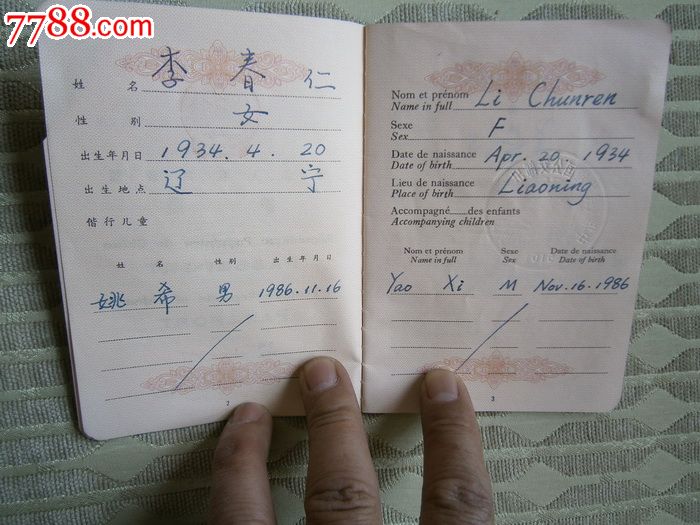 7788.com
姓 名 李 春 仁
性 别 女
出生年月日 1934.4.20
出生地点 辽 宁
偕行儿童
姓 名 性 别 出 生 年 月 日
姚 希 男 1986.11.16
2
Nom et prénom Li Chunren
Name in full
Sexe F
Sex
Date de naissance Apr. 20. 1934
Date of birth
Lieu de naissance Liaoning
Place of birth
Accompagné......des enfants
Accompanying children
Nom et prénom Sexe Date de naissance
Name in full Sex Date of birth
Yao Xi M Nov.16.1986
3